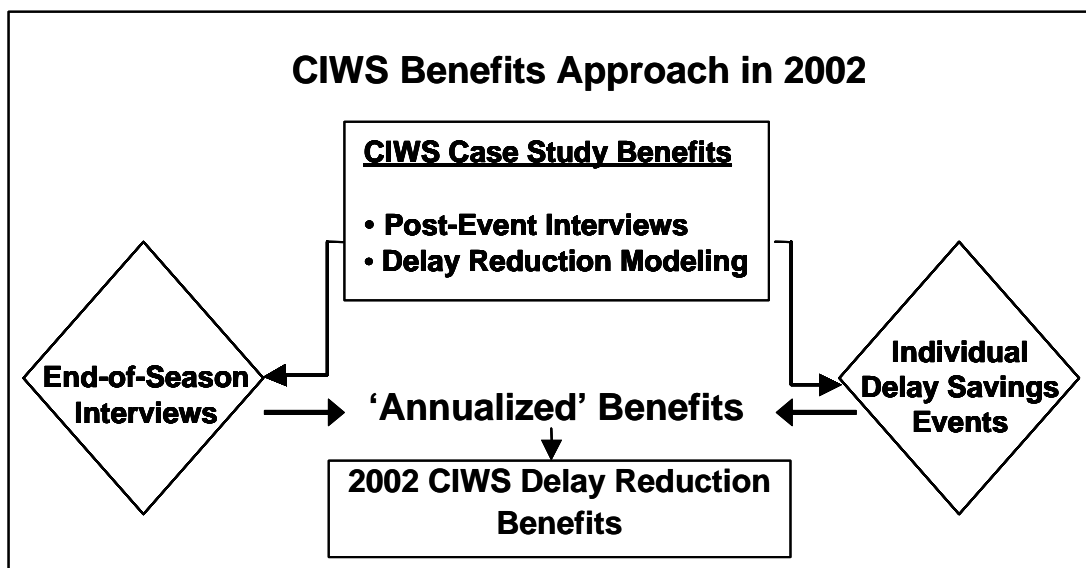 CIWS Benefits Approach in 2002
CIWS Case Study Benefits
• Post-Event Interviews
• Delay Reduction Modeling
End-of-Season
Interviews
Individual
Delay Savings
Events
‘Annualized’ Benefits
2002 CIWS Delay Reduction
Benefits